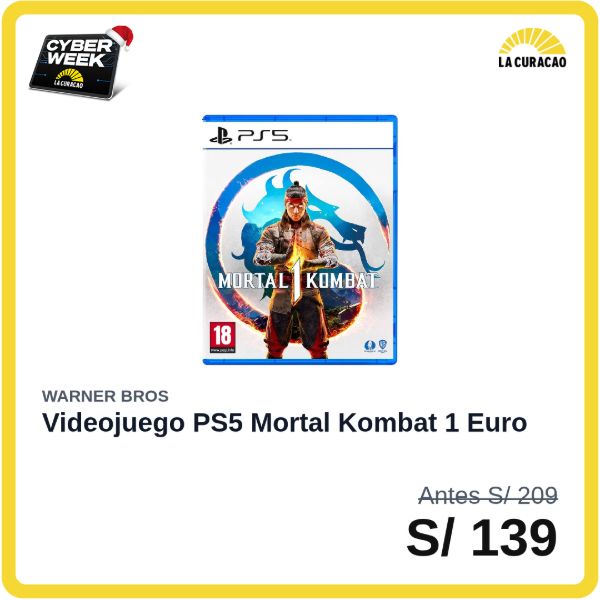 CYBER
WEEK
LA CURACAO
LA CURACAO
PS5
MORTAL 1 KOMBAT
18
WARNER BROS
Videojuego PS5 Mortal Kombat 1 Euro
Antes S/ 209
S/ 139